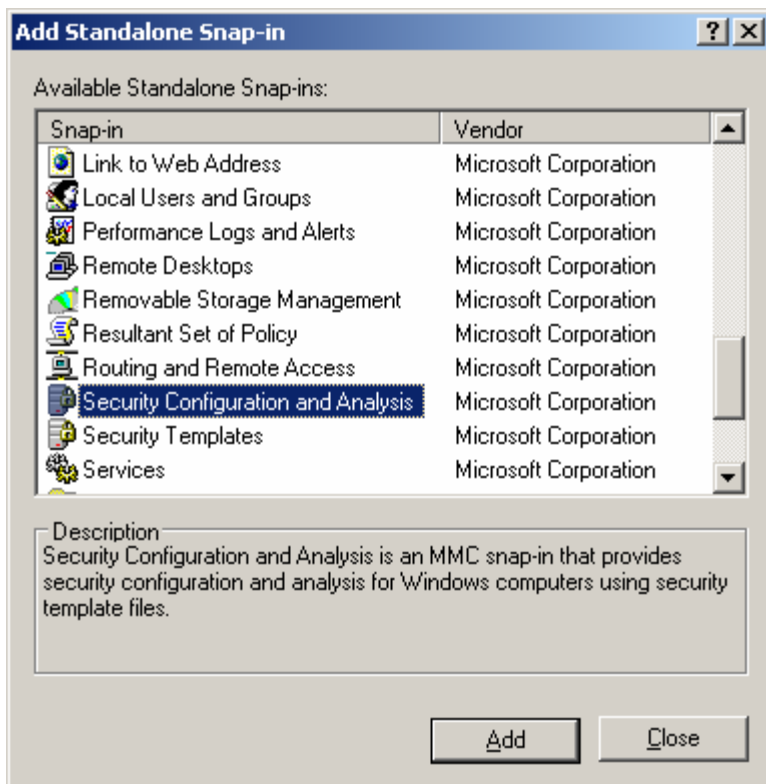 Add Standalone Snap-in
Available Standalone Snap-ins:
Snap-in Vendor
Link to Web Address Microsoft Corporation
Local Users and Groups Microsoft Corporation
Performance Logs and Alerts Microsoft Corporation
Remote Desktops Microsoft Corporation
Removable Storage Management Microsoft Corporation
Resultant Set of Policy Microsoft Corporation
Routing and Remote Access Microsoft Corporation
Security Configuration and Analysis Microsoft Corporation
Security Templates Microsoft Corporation
Services Microsoft Corporation
Description
Security Configuration and Analysis is an MMC snap-in that provides
security configuration and analysis for Windows computers using security
template files.
Add Close